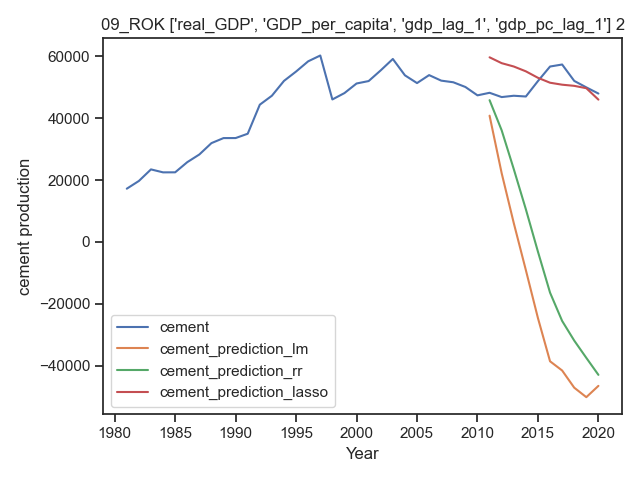 09_ROK ['real_GDP', 'GDP_per_capita', 'gdp_lag_1', 'gdp_pc_lag_1'] 2
60000
40000
20000
0
−20000
−40000
cement production
cement
cement_prediction_lm
cement_prediction_rr
cement_prediction_lasso
1980 1985 1990 1995 2000 2005 2010 2015 2020
Year